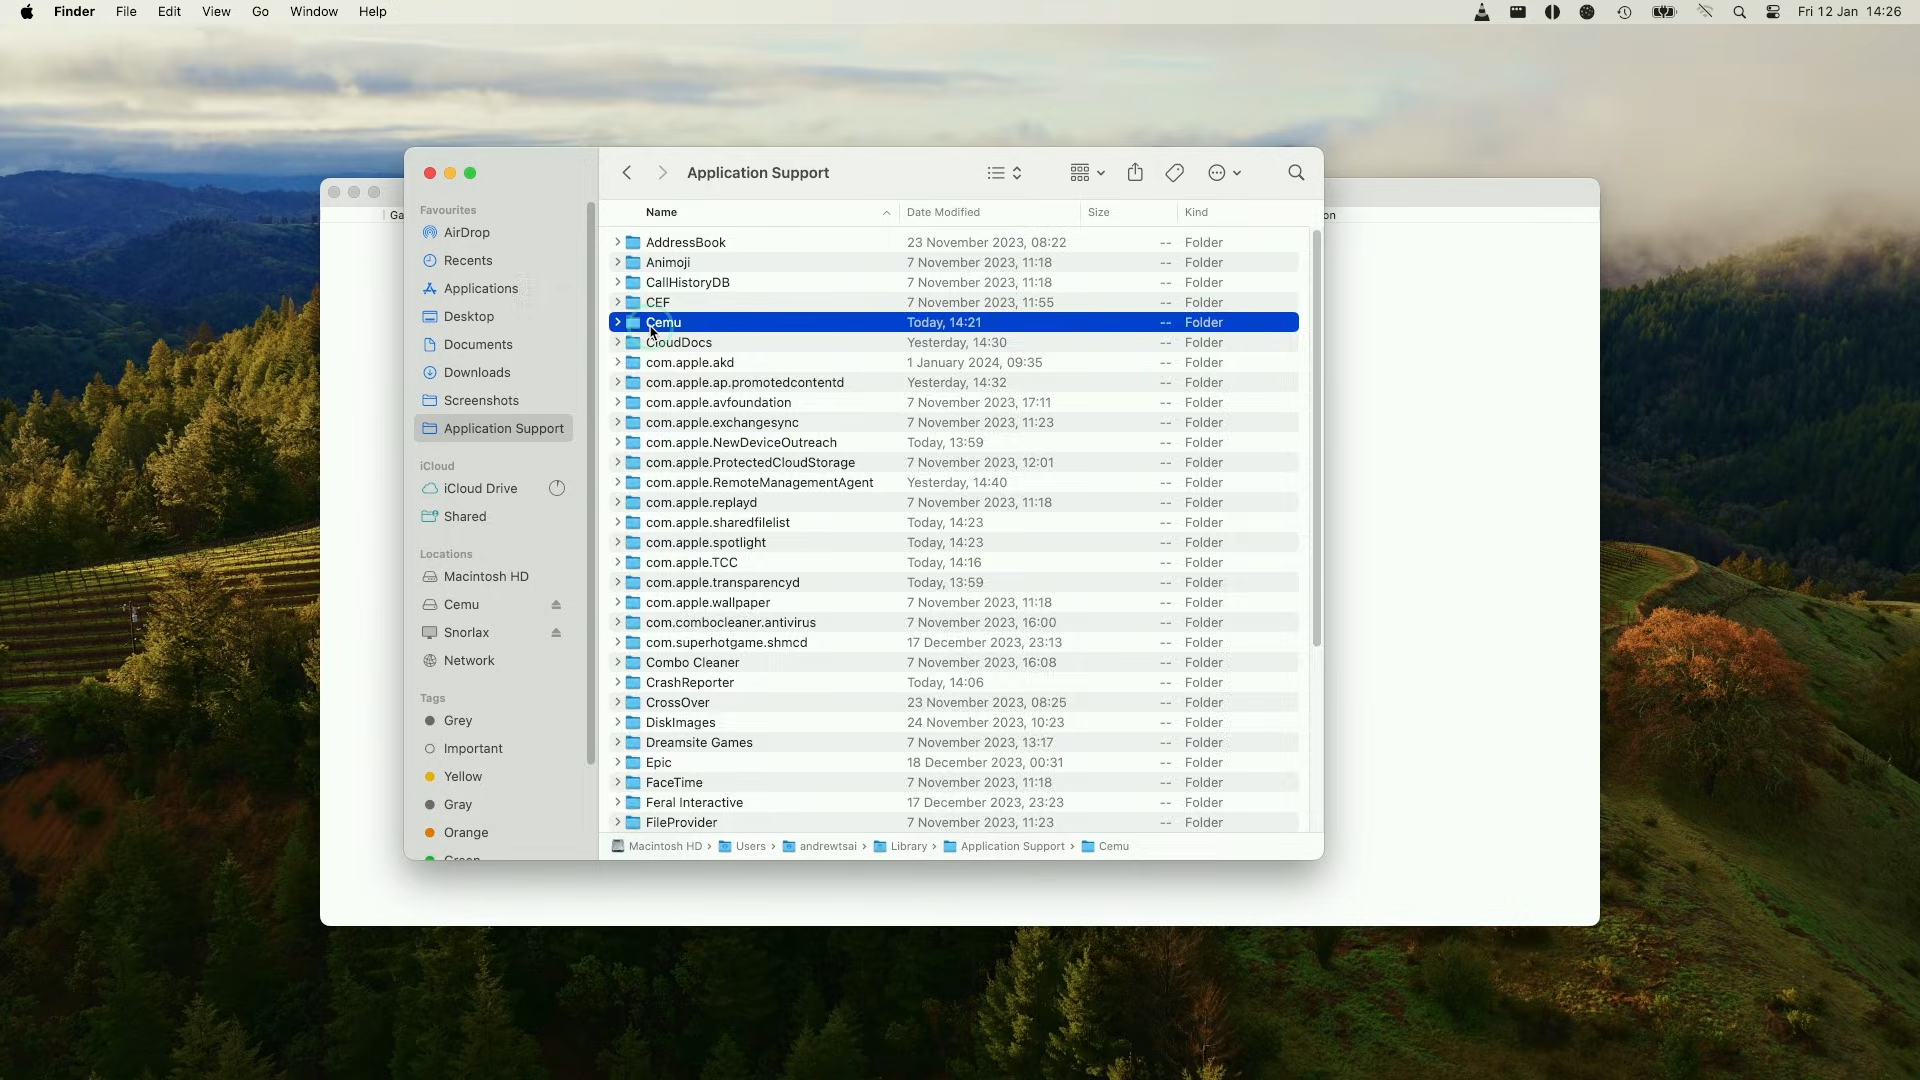 Finder File Edit View Go Window Help Fri 12 Jan 14:26
Application Support
Favourites
AirDrop
Recents
Applications
Desktop
Documents
Downloads
Screenshots
Application Support
iCloud
iCloud Drive
Shared
Locations
Macintosh HD
Cemu
Snorlax
Network
Tags
Grey
Important
Yellow
Gray
Orange
Green
Ga
Name Date Modified Size Kind
on
AddressBook 23 November 2023, 08:22 -- Folder
Animoji 7 November 2023, 11:18 -- Folder
CallHistoryDB 7 November 2023, 11:18 -- Folder
CEF 7 November 2023, 11:55 -- Folder
Cemu Today, 14:21 -- Folder
CloudDocs Yesterday, 14:30 -- Folder
com.apple.akd 1 January 2024, 09:35 -- Folder
com.apple.ap.promotedcontentd Yesterday, 14:32 -- Folder
com.apple.avfoundation 7 November 2023, 17:11 -- Folder
com.apple.exchangesync 7 November 2023, 11:23 -- Folder
com.apple.NewDeviceOutreach Today, 13:59 -- Folder
com.apple.ProtectedCloudStorage 7 November 2023, 12:01 -- Folder
com.apple.RemoteManagementAgent Yesterday, 14:40 -- Folder
com.apple.replayd 7 November 2023, 11:18 -- Folder
com.apple.sharedfilelist Today, 14:23 -- Folder
com.apple.spotlight Today, 14:23 -- Folder
com.apple.TCC Today, 14:16 -- Folder
com.apple.transparencyd Today, 13:59 -- Folder
com.apple.wallpaper 7 November 2023, 11:18 -- Folder
com.combocleaner.antivirus 7 November 2023, 16:00 -- Folder
com.superhotgame.shmcd 17 December 2023, 23:13 -- Folder
Combo Cleaner 7 November 2023, 16:08 -- Folder
CrashReporter Today, 14:06 -- Folder
CrossOver 23 November 2023, 08:25 -- Folder
DiskImages 24 November 2023, 10:23 -- Folder
Dreamsite Games 7 November 2023, 13:17 -- Folder
Epic 18 December 2023, 00:31 -- Folder
FaceTime 7 November 2023, 11:18 -- Folder
Feral Interactive 17 December 2023, 23:23 -- Folder
FileProvider 7 November 2023, 11:23 -- Folder
Macintosh HD › Users › andrewtsai › Library › Application Support › Cemu